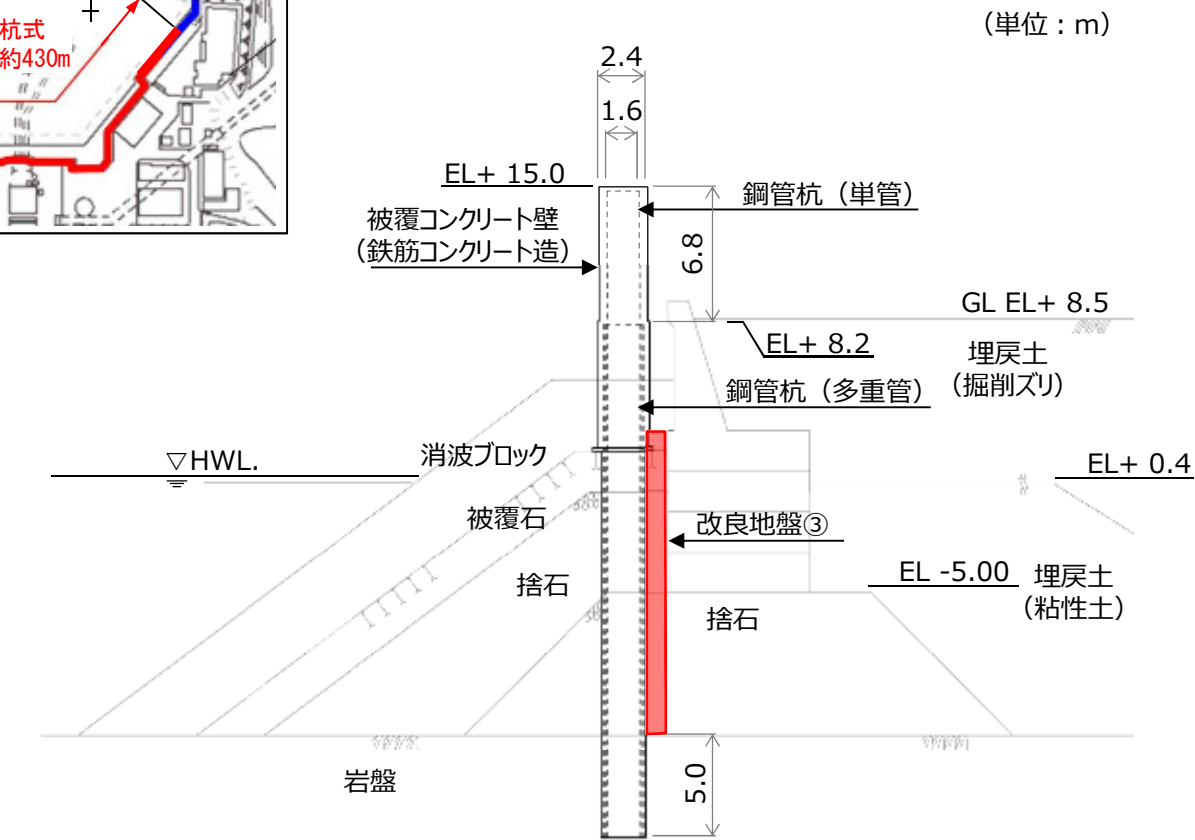 杭式
約430m
（単位：m）
2.4
1.6
EL+ 15.0
鋼管杭（単管）
被覆コンクリート壁
（鉄筋コンクリート造）
6.8
GL EL+ 8.5
EL+ 8.2
埋戻土
（掘削ズリ）
鋼管杭（多重管）
▽HWL.
消波ブロック
EL+ 0.4
被覆石
改良地盤③
EL -5.00
埋戻土
（粘性土）
捨石
捨石
5.0
岩盤